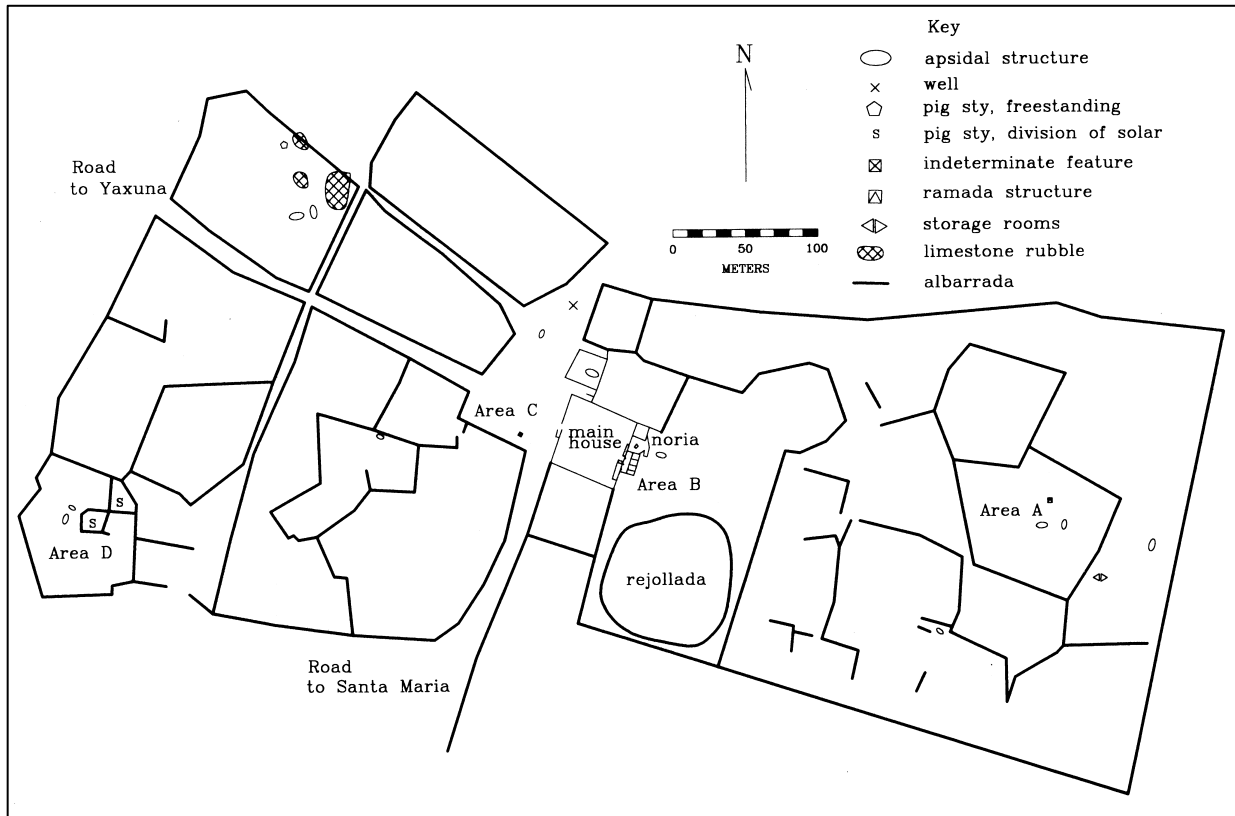 Key
apsidal structure
well
pig sty, freestanding
s pig sty, division of solar
indeterminate feature
ramada structure
storage rooms
limestone rubble
albarrada
N
0 50 100
METERS
Road
to Yaxuna
Area C
main
house
noria
Area B
Area A
s
s
Area D
rejollada
Road
to Santa Maria